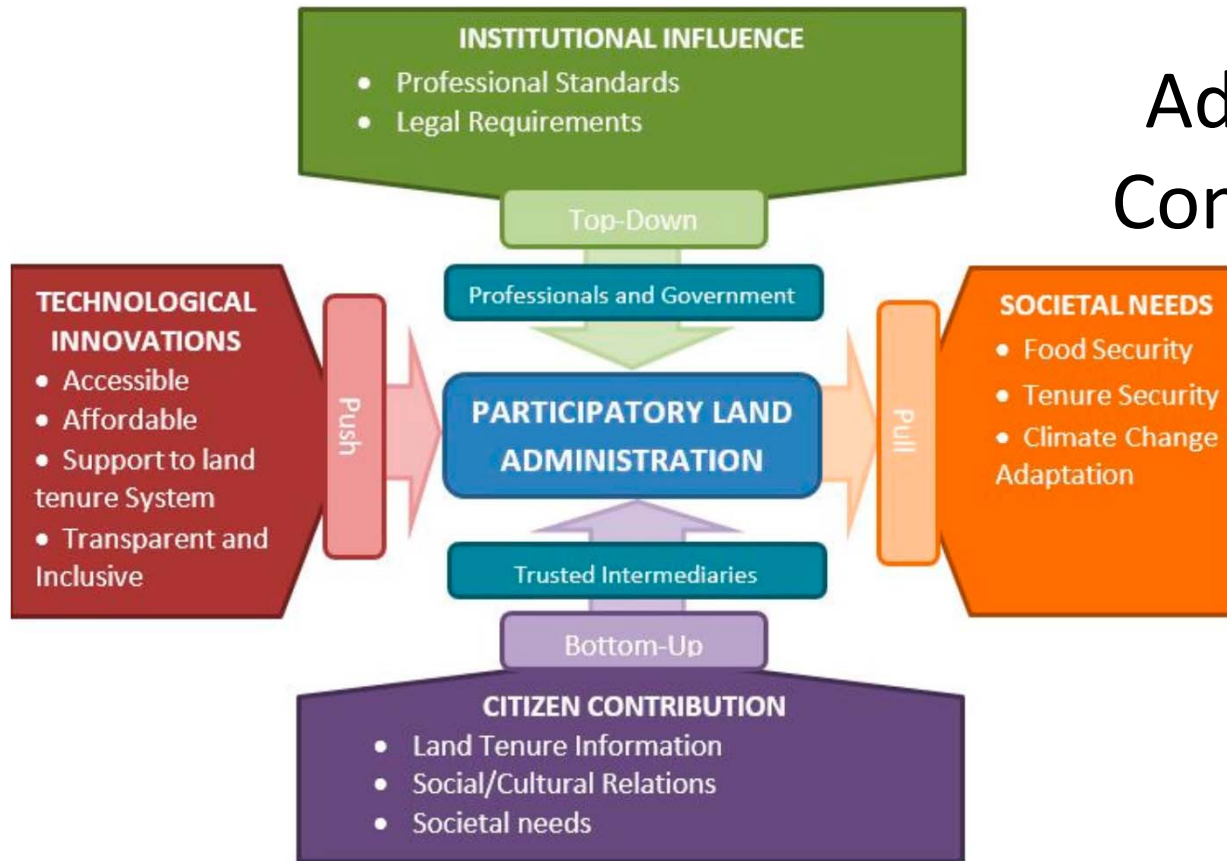 INSTITUTIONAL INFLUENCE
• Professional Standards
• Legal Requirements
Top-Down
Professionals and Government
TECHNOLOGICAL
INNOVATIONS
• Accessible
• Affordable
• Support to land
tenure System
• Transparent and
Inclusive
Push
PARTICIPATORY LAND
ADMINISTRATION
Pull
SOCIETAL NEEDS
• Food Security
• Tenure Security
• Climate Change
Adaptation
Trusted Intermediaries
Bottom-Up
CITIZEN CONTRIBUTION
• Land Tenure Information
• Social/Cultural Relations
• Societal needs